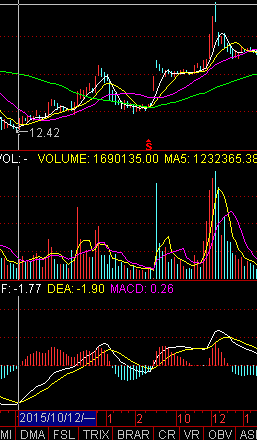 12.42
S
VOL: - VOLUME: 1690135.00 MA5: 1232365.38
F: -1.77 DEA: -1.90 MACD: 0.26
2015/10/12/一 1 2 10 12 1
MI DMA FSL TRIX BRAR CR VR OBV ASI